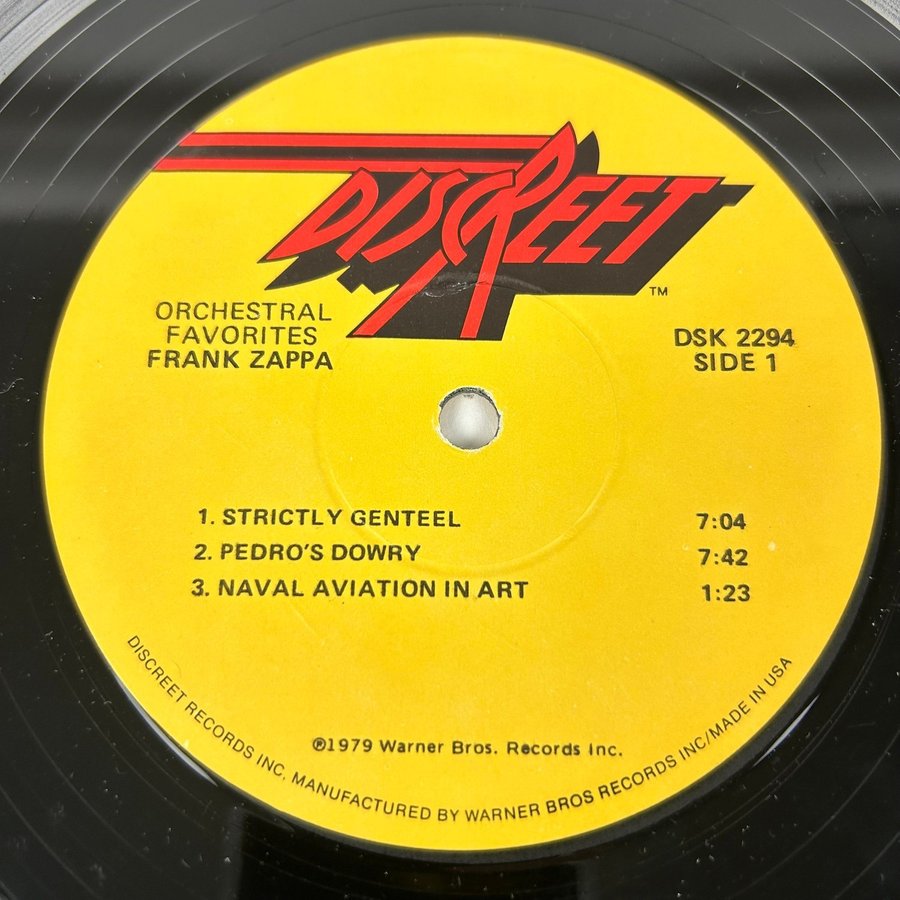 DISCREET
TM
ORCHESTRAL
FAVORITES
FRANK ZAPPA
DSK 2294
SIDE 1
1. STRICTLY GENTEEL 7:04
2. PEDRO'S DOWRY 7:42
3. NAVAL AVIATION IN ART 1:23
℗1979 Warner Bros. Records Inc.
DISCREET RECORDS INC, MANUFACTURED BY WARNER BROS RECORDS INC/MADE IN USA